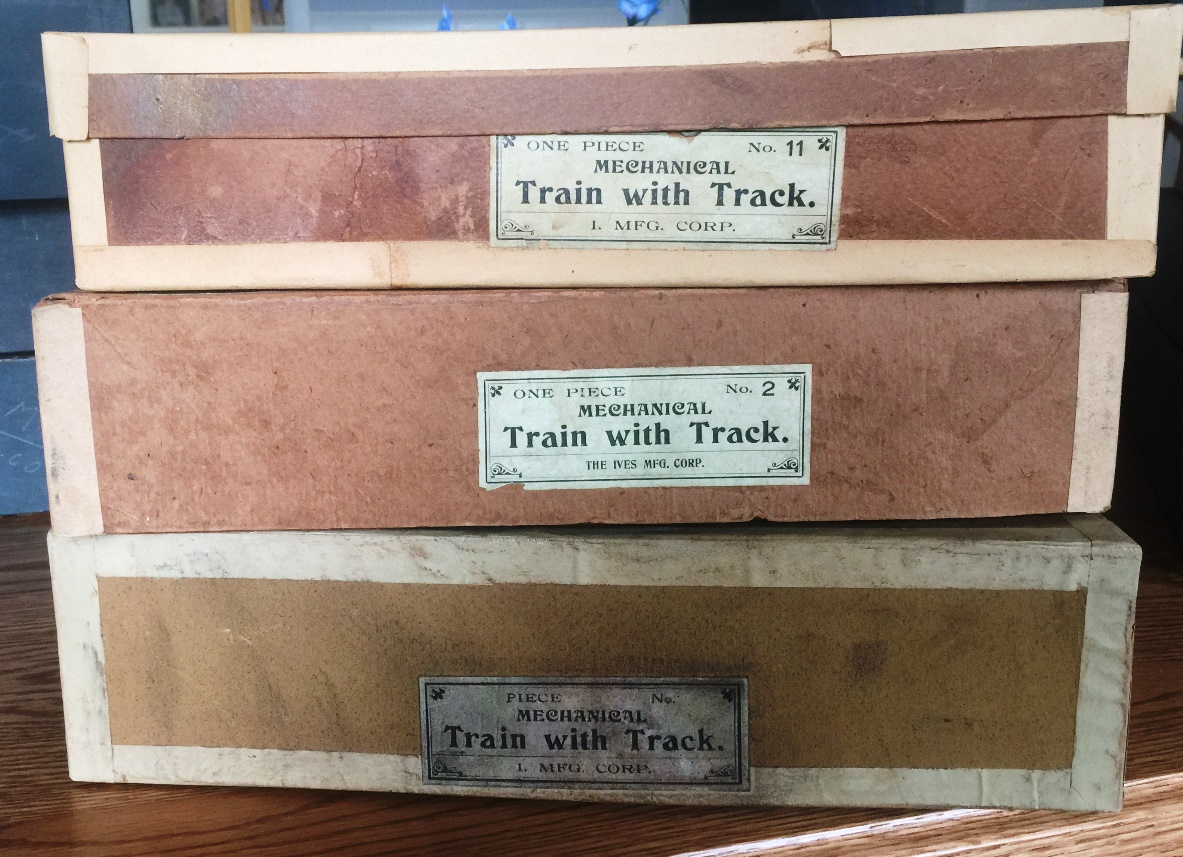 ONE PIECE No. 11
MECHANICAL
Train with Track.
I. MFG. CORP.
ONE PIECE No. 2
MECHANICAL
Train with Track.
THE IVES MFG. CORP.
PIECE No.
MECHANICAL
Train with Track.
I. MFG. CORP.